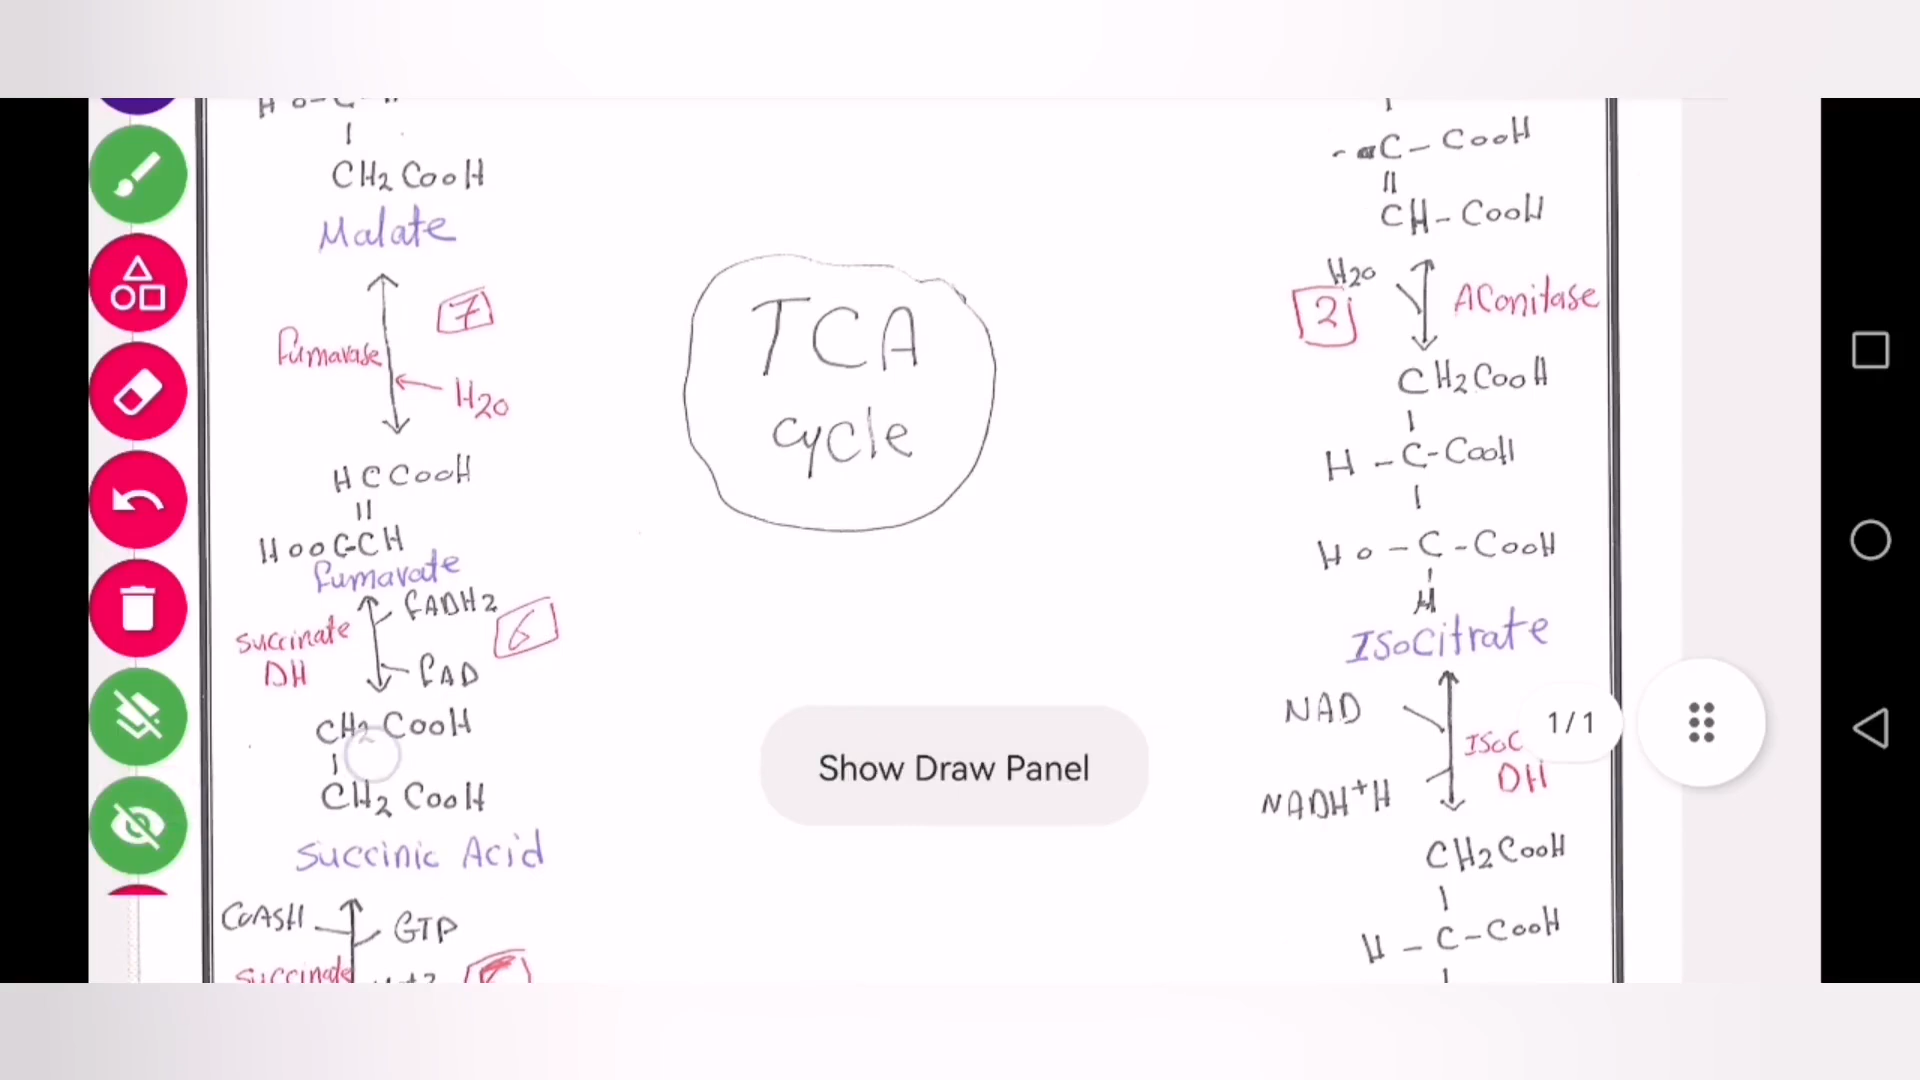 CH2 COOH
Malate
7
fumarase
H2O
HC COOH
HOOC-CH
fumarate
FADH2
6
succinate
DH
FAD
CH2 COOH
CH2 COOH
Succinic Acid
CoASH
GTP
succinate
TCA
cycle
C - COOH
CH - COOH
H2O
2
Aconitase
CH2 COOH
H - C - COOH
HO - C - COOH
H
Isocitrate
NAD
IsoC
DH
NADH+H
CH2 COOH
H - C - COOH
1/1
Show Draw Panel